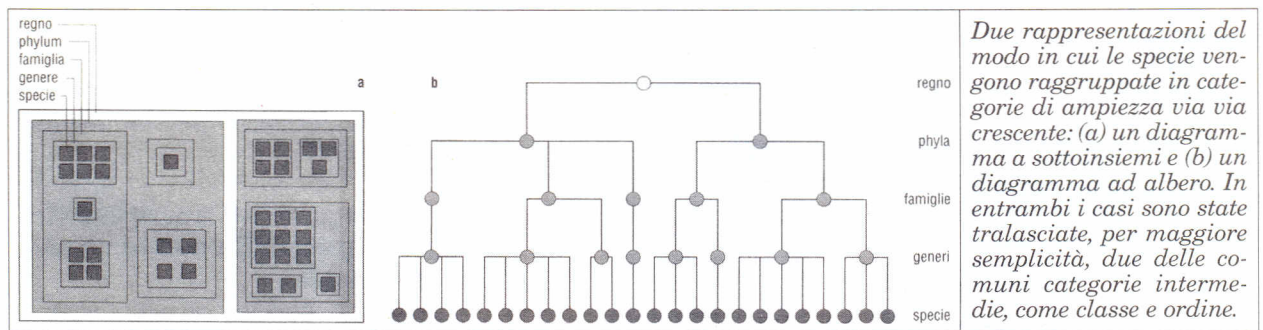 regno
phylum
famiglia
genere
specie
a
b
regno
phyla
famiglie
generi
specie
Due rappresentazioni del
modo in cui le specie ven-
gono raggruppate in cate-
gorie di ampiezza via via
crescente: (a) un diagram-
ma a sottoinsiemi e (b) un
diagramma ad albero. In
entrambi i casi sono state
tralasciate, per maggiore
semplicità, due delle co-
muni categorie interme-
die, come classe e ordine.